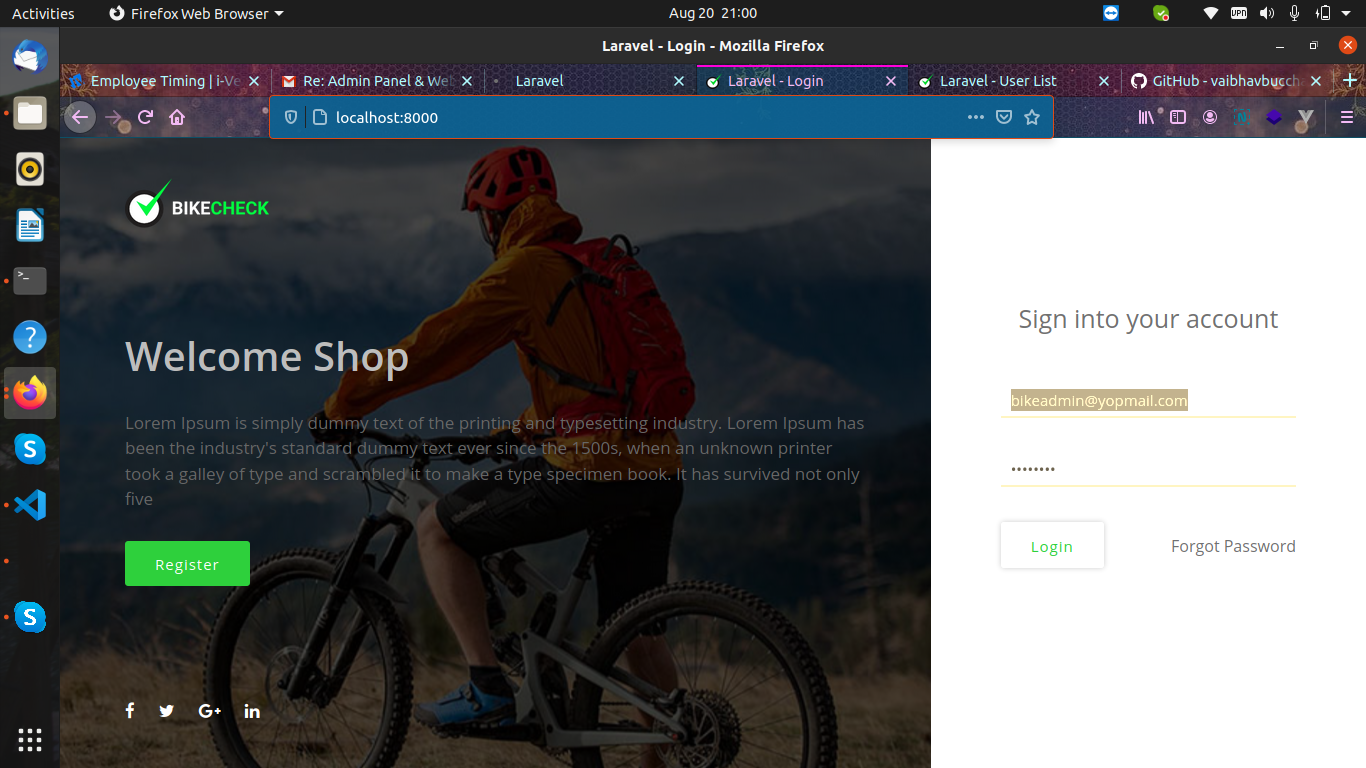 Activities
Firefox Web Browser
Aug 20 21:00
VPN
Laravel - Login - Mozilla Firefox
Employee Timing | i-Ve
Re: Admin Panel & Web
Laravel
Laravel - Login
Laravel - User List
GitHub - vaibhavbucch
localhost:8000
BIKECHECK
Welcome Shop
Lorem Ipsum is simply dummy text of the printing and typesetting industry. Lorem Ipsum has
been the industry's standard dummy text ever since the 1500s, when an unknown printer
took a galley of type and scrambled it to make a type specimen book. It has survived not only
five
Register
Sign into your account
bikeadmin@yopmail.com
Login
Forgot Password